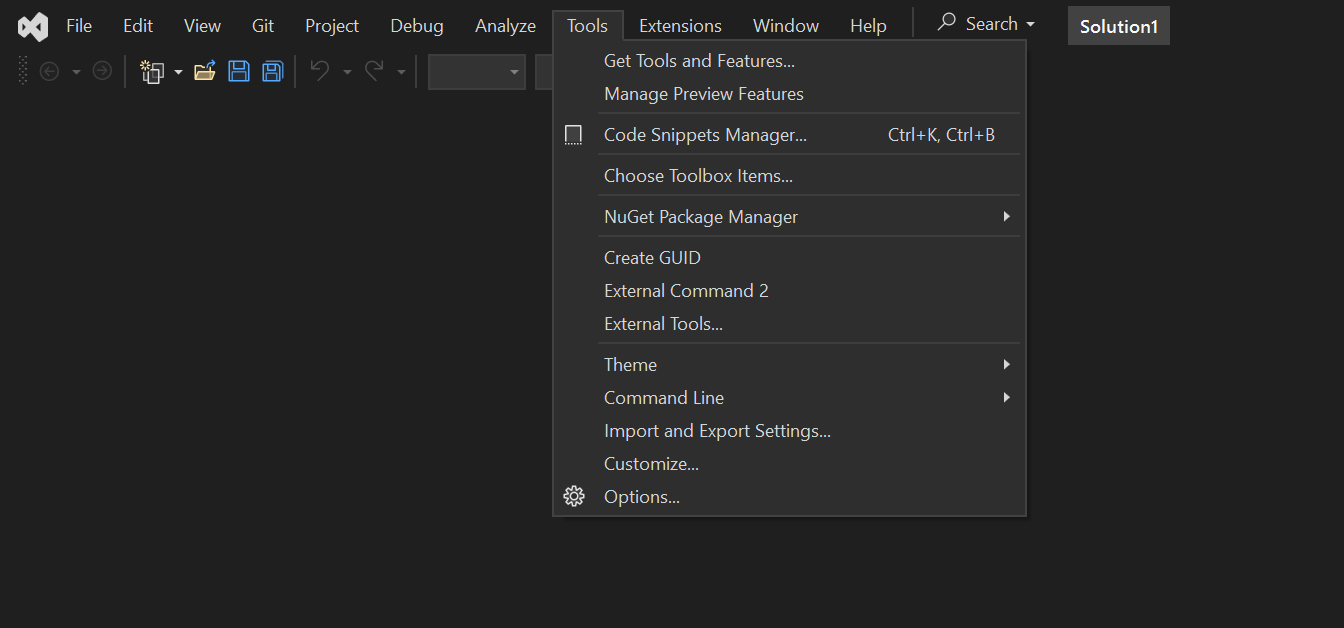 File Edit View Git Project Debug Analyze Tools Extensions Window Help Search Solution1
Get Tools and Features...
Manage Preview Features
Code Snippets Manager... Ctrl+K, Ctrl+B
Choose Toolbox Items...
NuGet Package Manager
Create GUID
External Command 2
External Tools...
Theme
Command Line
Import and Export Settings...
Customize...
Options...